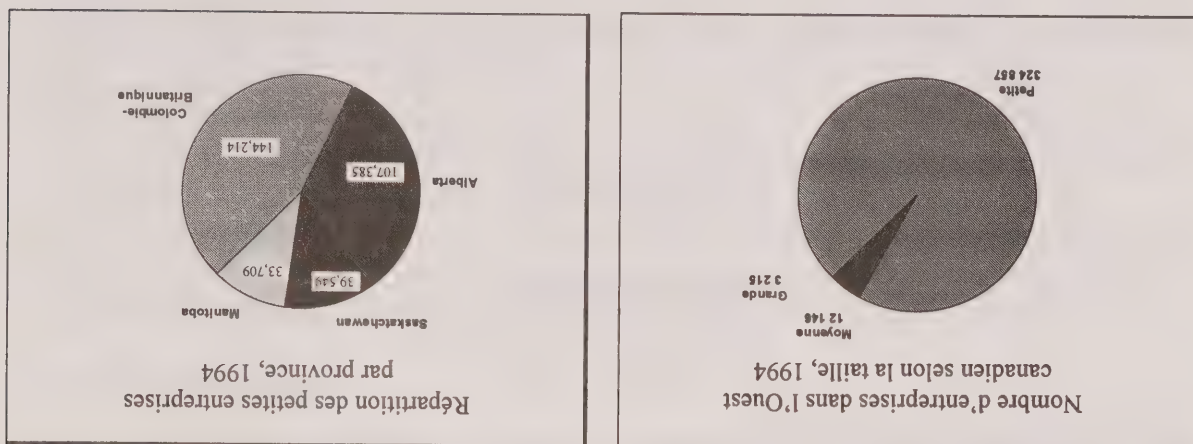 Nombre d'entreprises dans l'Ouest
canadien selon la taille, 1994
Moyenne
12 146
Grande
3 215
Petite
324 857
Répartition des petites entreprises
par province, 1994
Saskatchewan
Manitoba
39,549
33,709
Alberta
107,385
144,214
Colombie-
Britannique